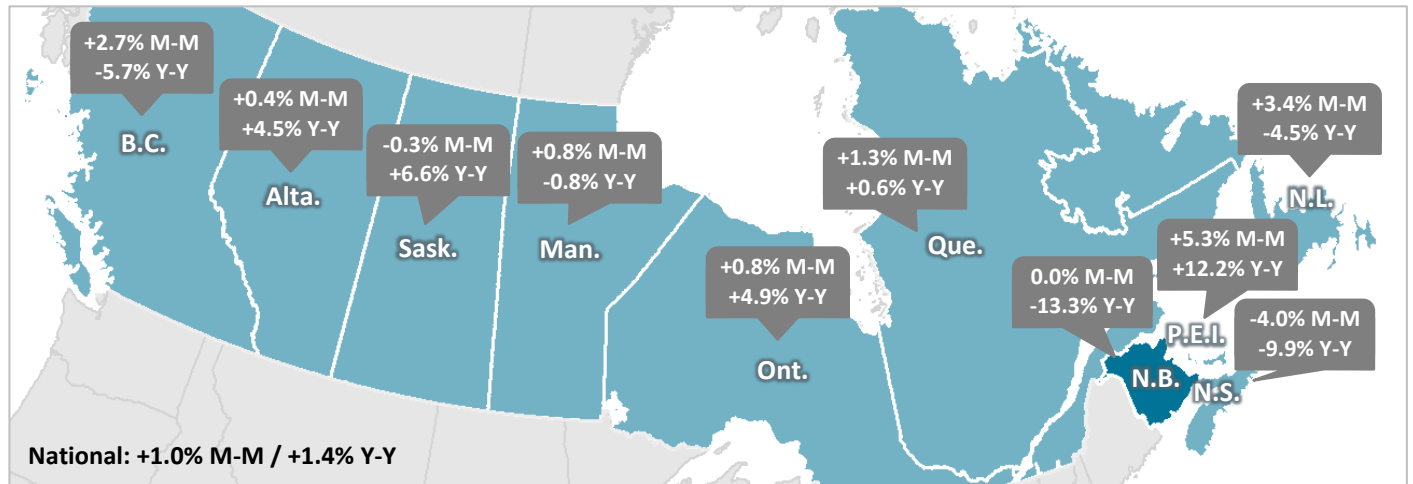 +2.7% M-M
-5.7% Y-Y
B.C.
+0.4% M-M
+4.5% Y-Y
Alta.
-0.3% M-M
+6.6% Y-Y
Sask.
+0.8% M-M
-0.8% Y-Y
Man.
+0.8% M-M
+4.9% Y-Y
Ont.
+1.3% M-M
+0.6% Y-Y
Que.
+3.4% M-M
-4.5% Y-Y
N.L.
+5.3% M-M
+12.2% Y-Y
P.E.I.
0.0% M-M
-13.3% Y-Y
N.B.
-4.0% M-M
-9.9% Y-Y
N.S.
National: +1.0% M-M / +1.4% Y-Y